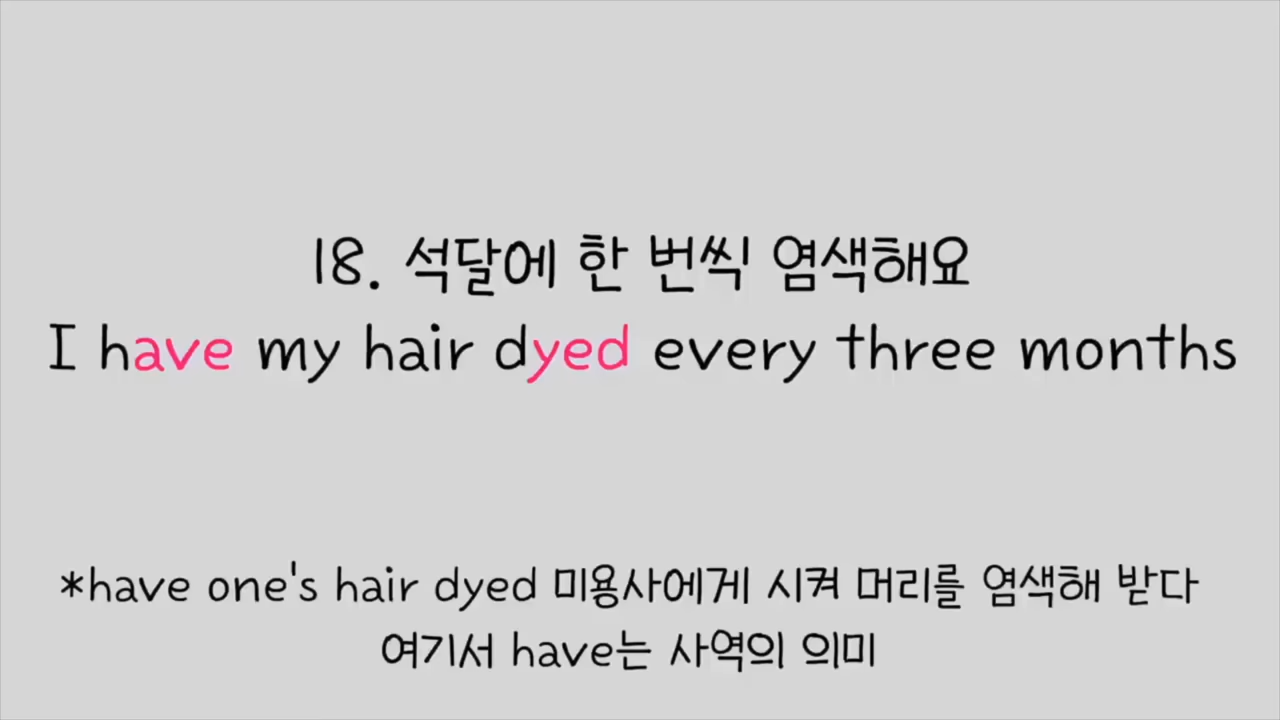 18. 석달에 한 번씩 염색해요
I have my hair dyed every three months
*have one's hair dyed 미용사에게 시켜 머리를 염색해 받다
여기서 have는 사역의 의미